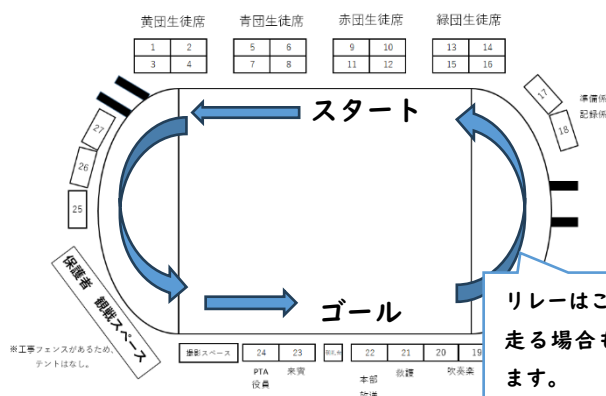 黄団生徒席 青団生徒席 赤団生徒席 緑団生徒席
1 2 5 6 9 10 13 14
3 4 7 8 11 12 15 16
17
18
準備係
記録係
27
26
25
スタート
ゴール
保護者 観戦スペース
※工事フェンスがあるため、
テントはなし。
撮影スペース 24 23 22 21 20 19
PTA
役員
来賓
本部
放送
救護
吹奏楽
リレーはこ
走る場合も
ます。